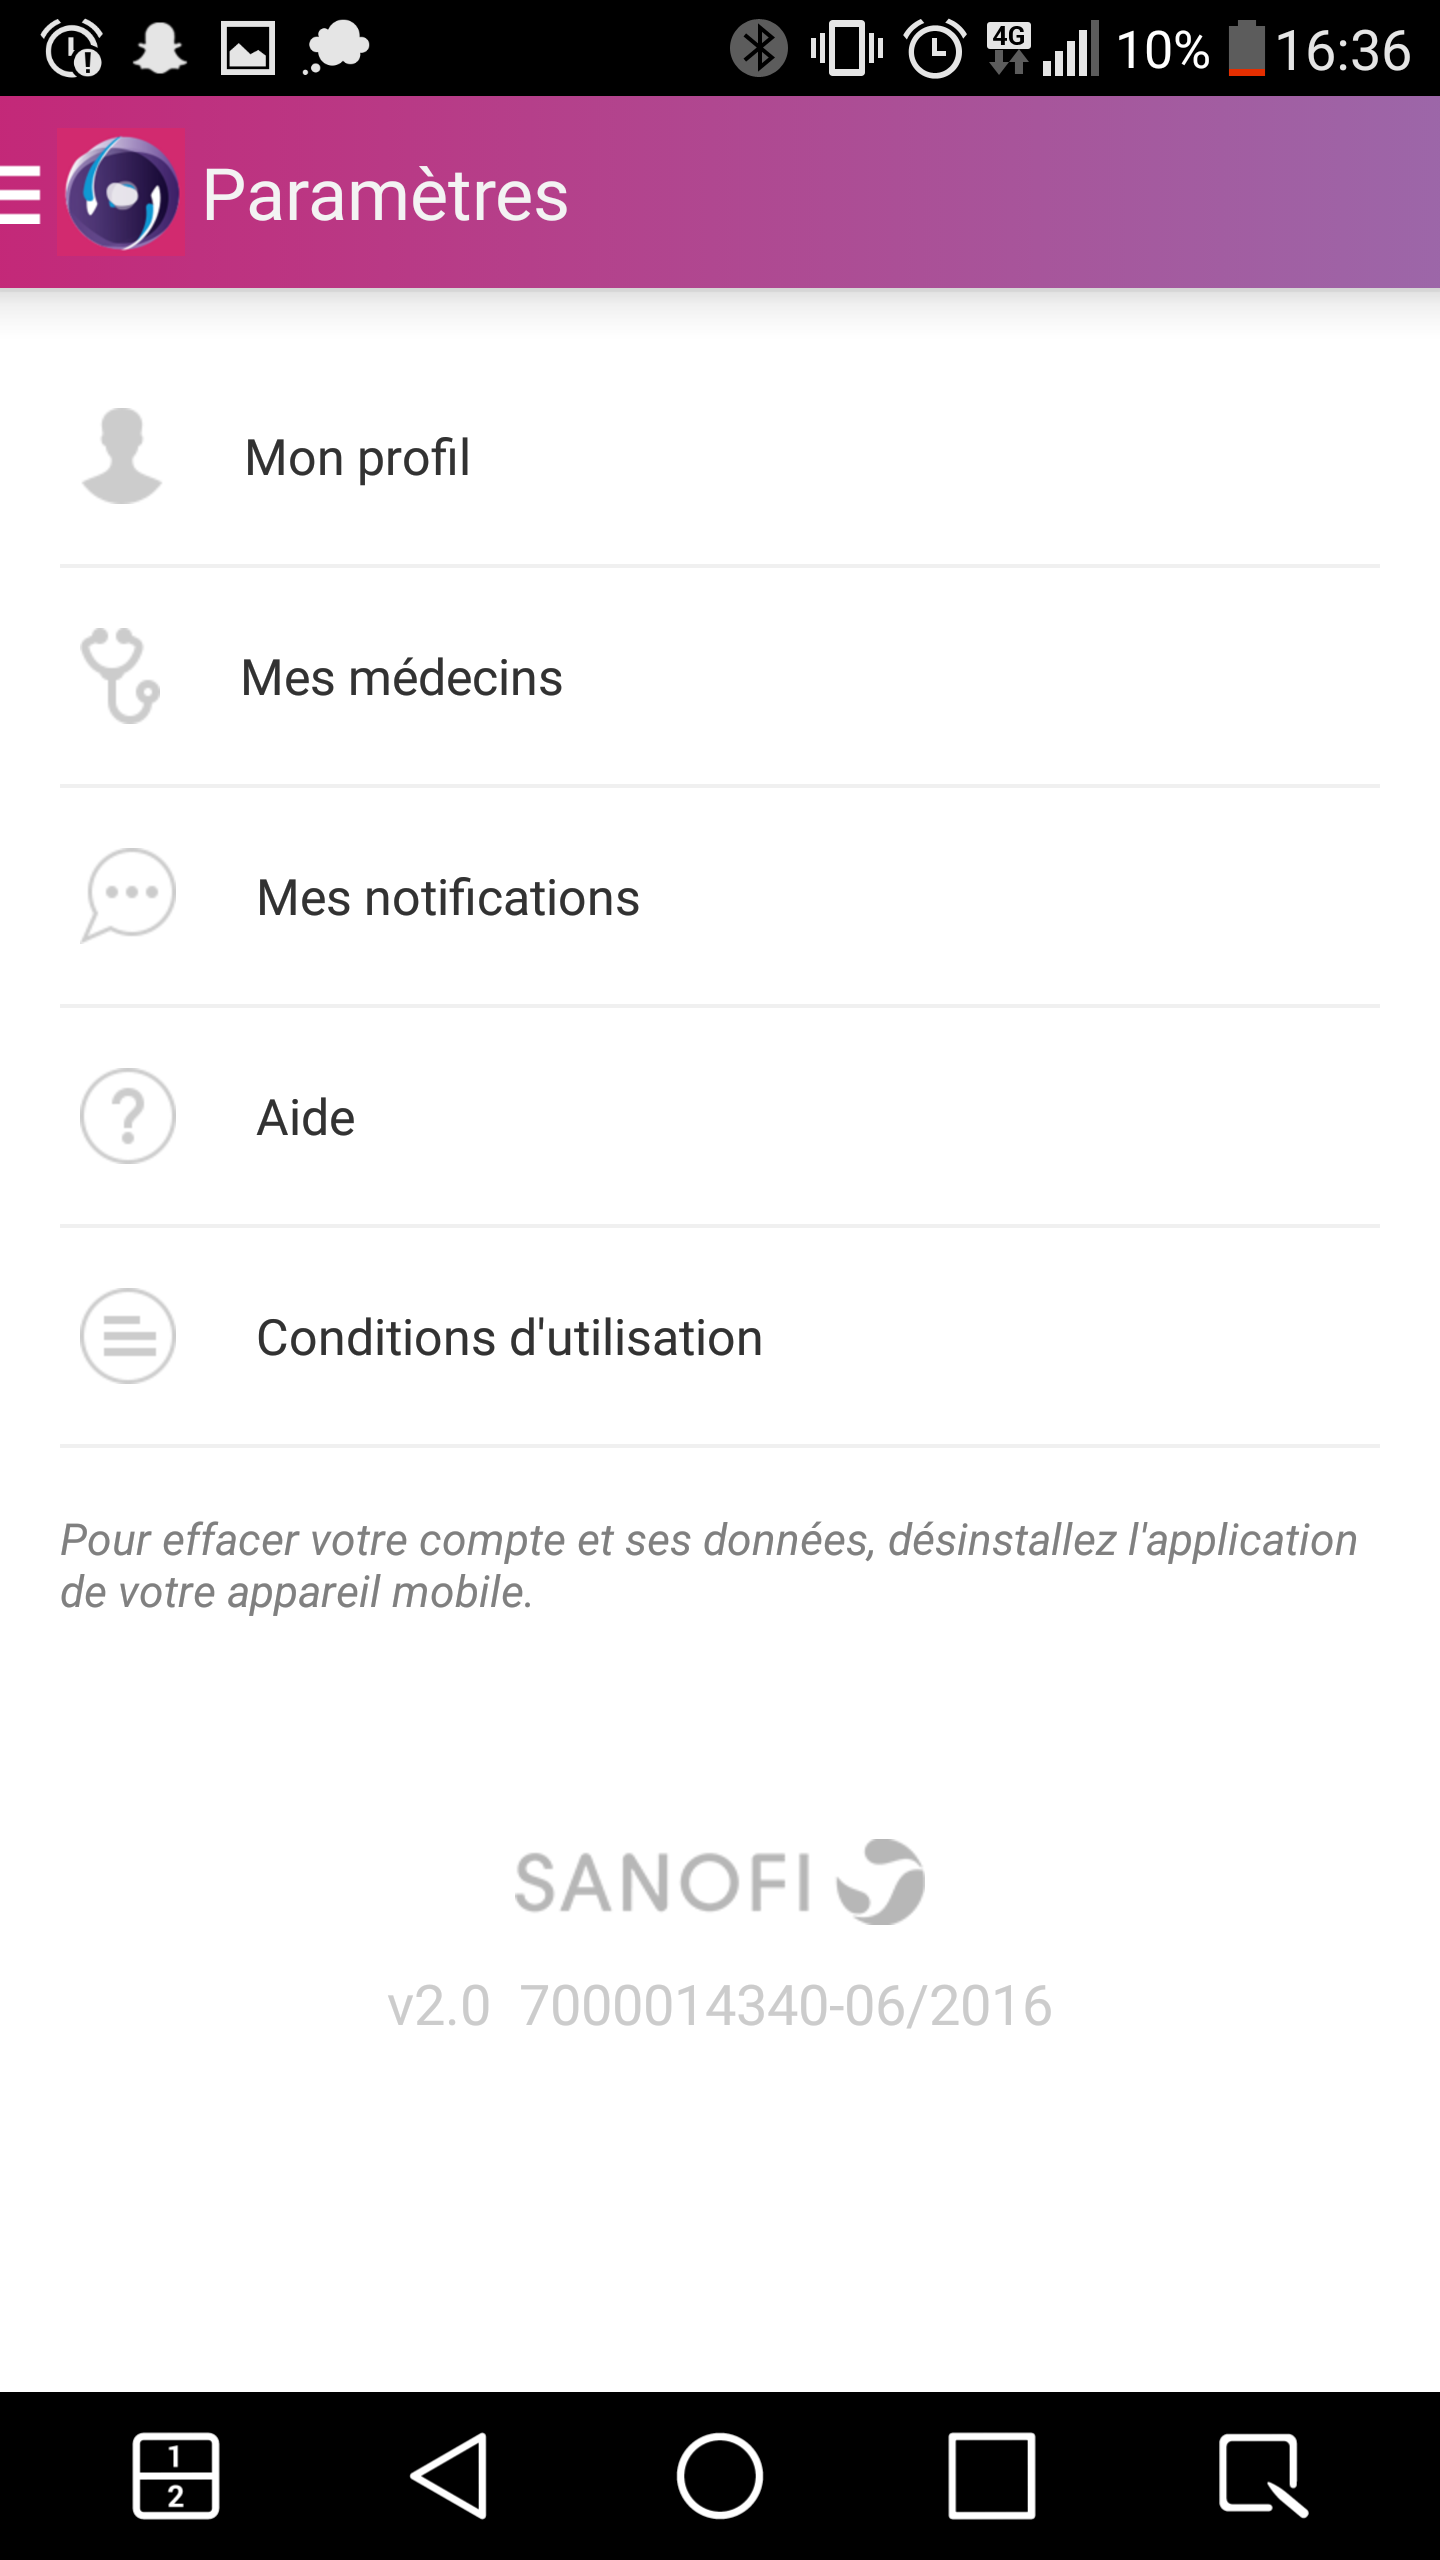 4G 10% 16:36
Paramètres
Mon profil
Mes médecins
Mes notifications
Aide
Conditions d'utilisation
Pour effacer votre compte et ses données, désinstallez l'application
de votre appareil mobile.
SANOFI
v2.0 7000014340-06/2016
1
2